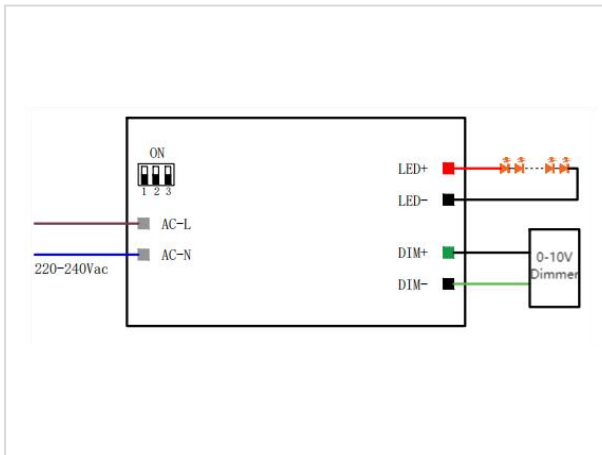 ON
1 2 3
LED+
LED-
AC-L
AC-N
220-240Vac
DIM+
DIM-
0-10V
Dimmer